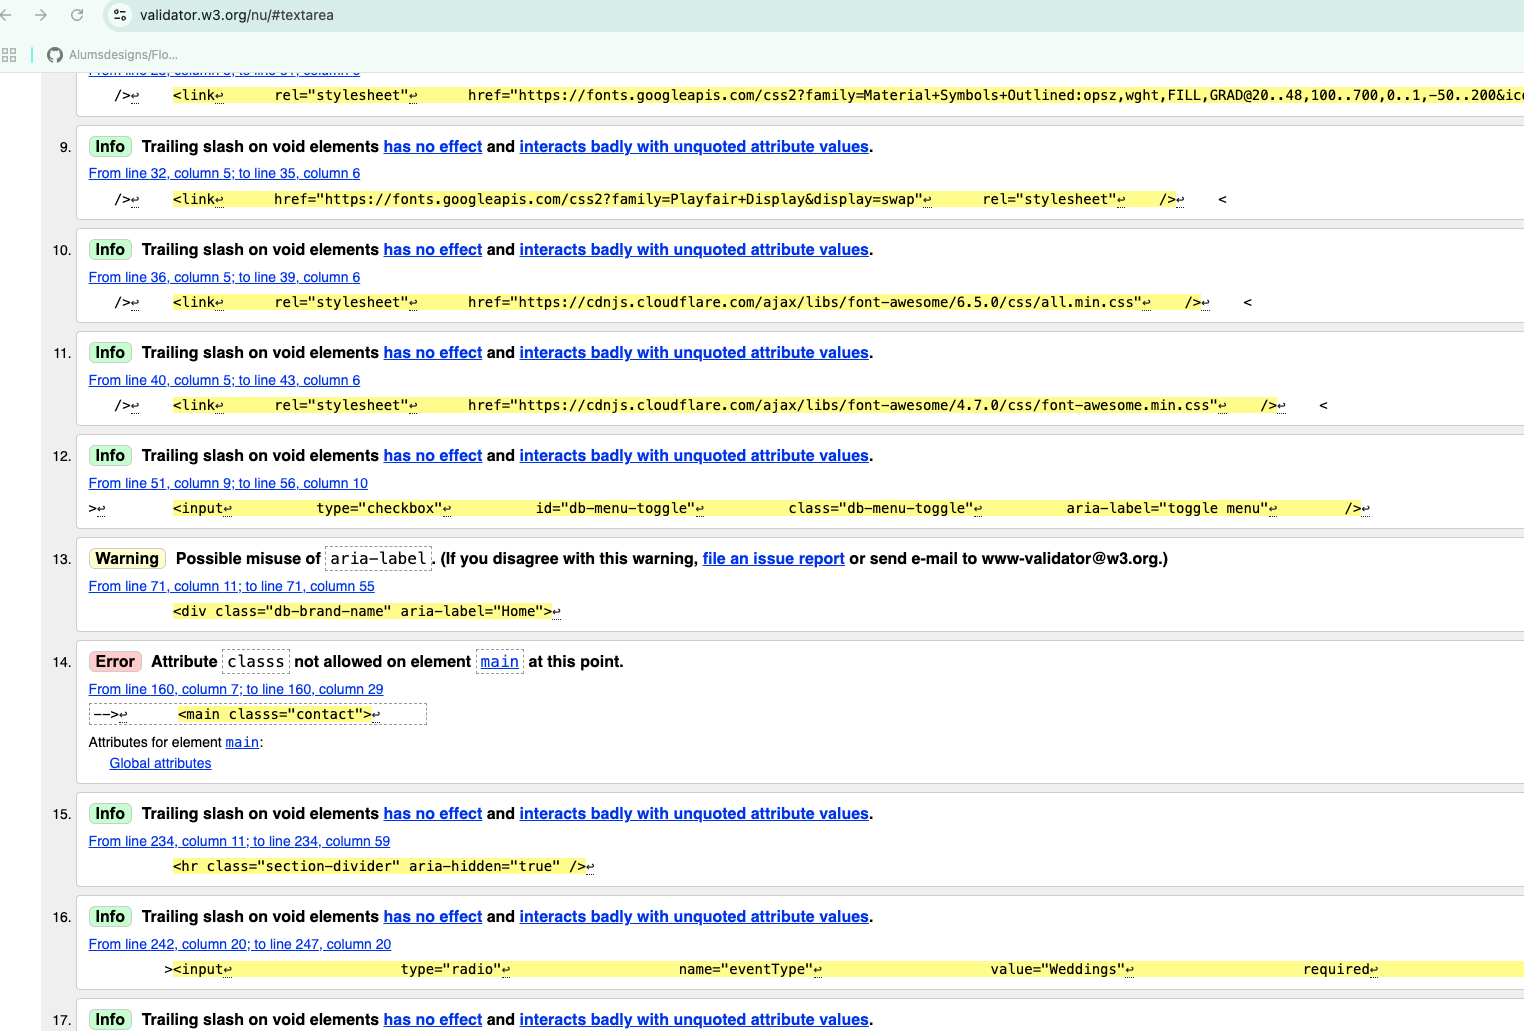 validator.w3.org/nu/#textarea
Alumsdesigns/Flo...
/>↩ <link↩ rel="stylesheet"↩ href="https://fonts.googleapis.com/css2?family=Material+Symbols+Outlined:opsz,wght,FILL,GRAD@20..48,100..700,0..1,-50..200&ic
9. Info Trailing slash on void elements has no effect and interacts badly with unquoted attribute values.
From line 32, column 5; to line 35, column 6
/>↩ <link↩ href="https://fonts.googleapis.com/css2?family=Playfair+Display&display=swap"↩ rel="stylesheet"↩ />↩ <
10. Info Trailing slash on void elements has no effect and interacts badly with unquoted attribute values.
From line 36, column 5; to line 39, column 6
/>↩ <link↩ rel="stylesheet"↩ href="https://cdnjs.cloudflare.com/ajax/libs/font-awesome/6.5.0/css/all.min.css"↩ />↩ <
11. Info Trailing slash on void elements has no effect and interacts badly with unquoted attribute values.
From line 40, column 5; to line 43, column 6
/>↩ <link↩ rel="stylesheet"↩ href="https://cdnjs.cloudflare.com/ajax/libs/font-awesome/4.7.0/css/font-awesome.min.css"↩ />↩ <
12. Info Trailing slash on void elements has no effect and interacts badly with unquoted attribute values.
From line 51, column 9; to line 56, column 10
>↩ <input↩ type="checkbox"↩ id="db-menu-toggle"↩ class="db-menu-toggle"↩ aria-label="toggle menu"↩ />↩
13. Warning Possible misuse of aria-label. (If you disagree with this warning, file an issue report or send e-mail to www-validator@w3.org.)
From line 71, column 11; to line 71, column 55
<div class="db-brand-name" aria-label="Home">↩
14. Error Attribute classs not allowed on element main at this point.
From line 160, column 7; to line 160, column 29
-->↩ <main classs="contact">↩
Attributes for element main:
Global attributes
15. Info Trailing slash on void elements has no effect and interacts badly with unquoted attribute values.
From line 234, column 11; to line 234, column 59
<hr class="section-divider" aria-hidden="true" />↩
16. Info Trailing slash on void elements has no effect and interacts badly with unquoted attribute values.
From line 242, column 20; to line 247, column 20
><input↩ type="radio"↩ name="eventType"↩ value="Weddings"↩ required↩
17. Info Trailing slash on void elements has no effect and interacts badly with unquoted attribute values.